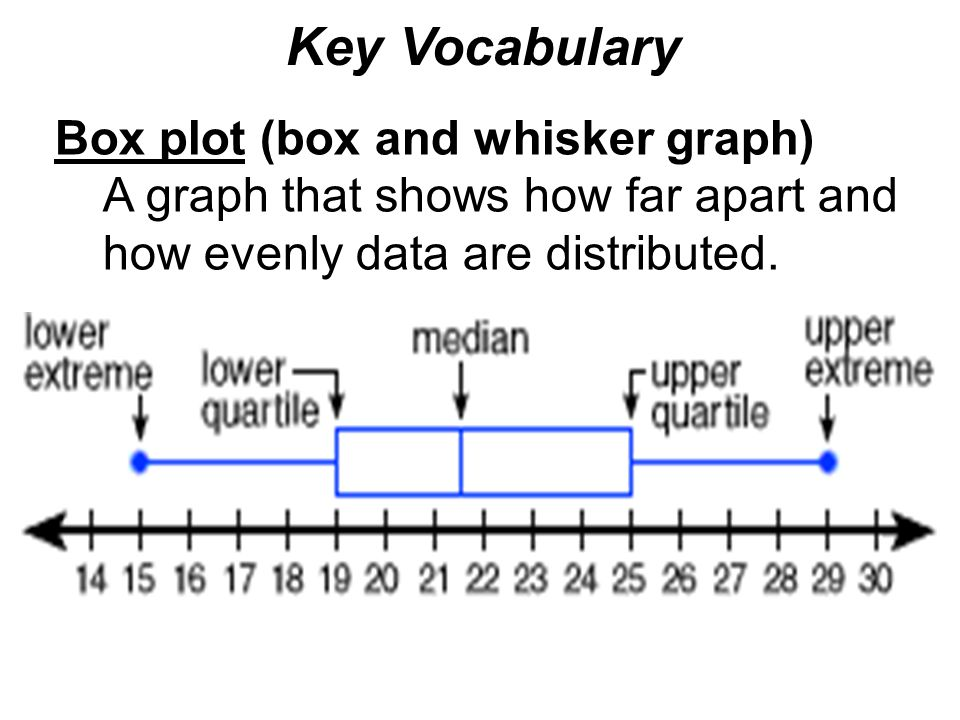 Key Vocabulary
Box plot (box and whisker graph)
A graph that shows how far apart and
how evenly data are distributed.
lower
extreme
lower
quartile
median
upper
quartile
upper
extreme
14 15 16 17 18 19 20 21 22 23 24 25 26 27 28 29 30